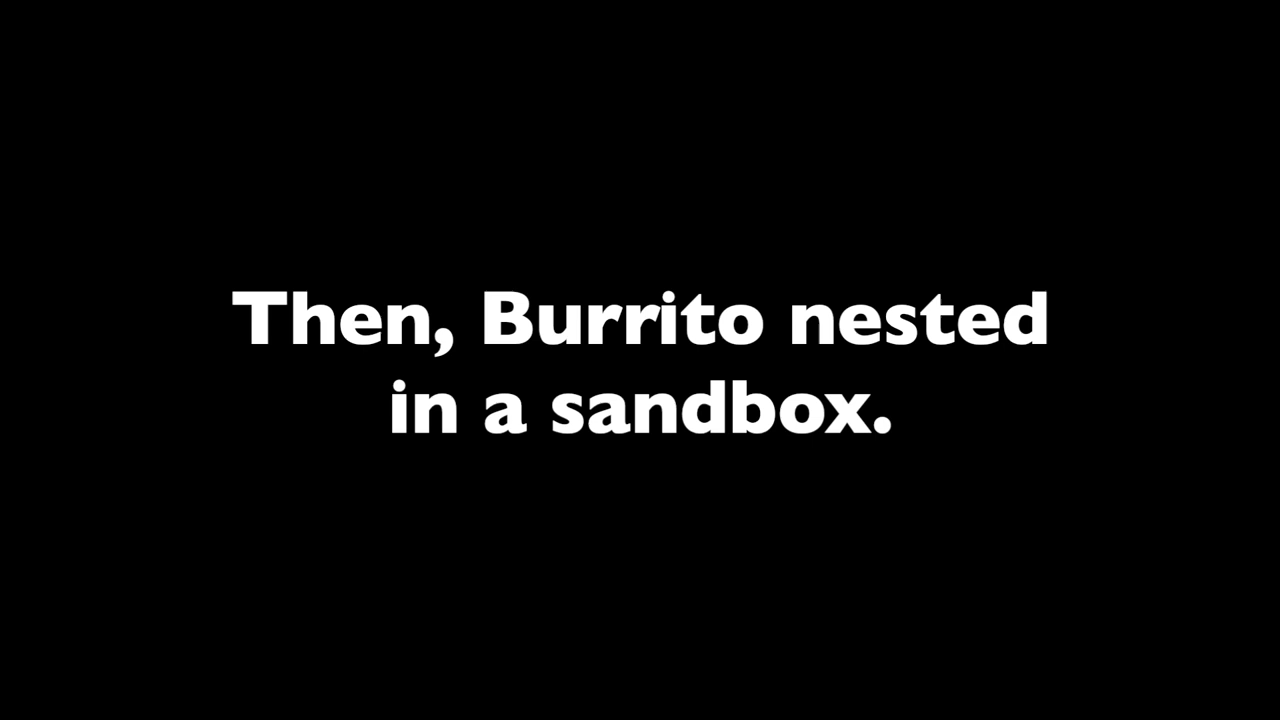 Then, Burrito nested
in a sandbox.